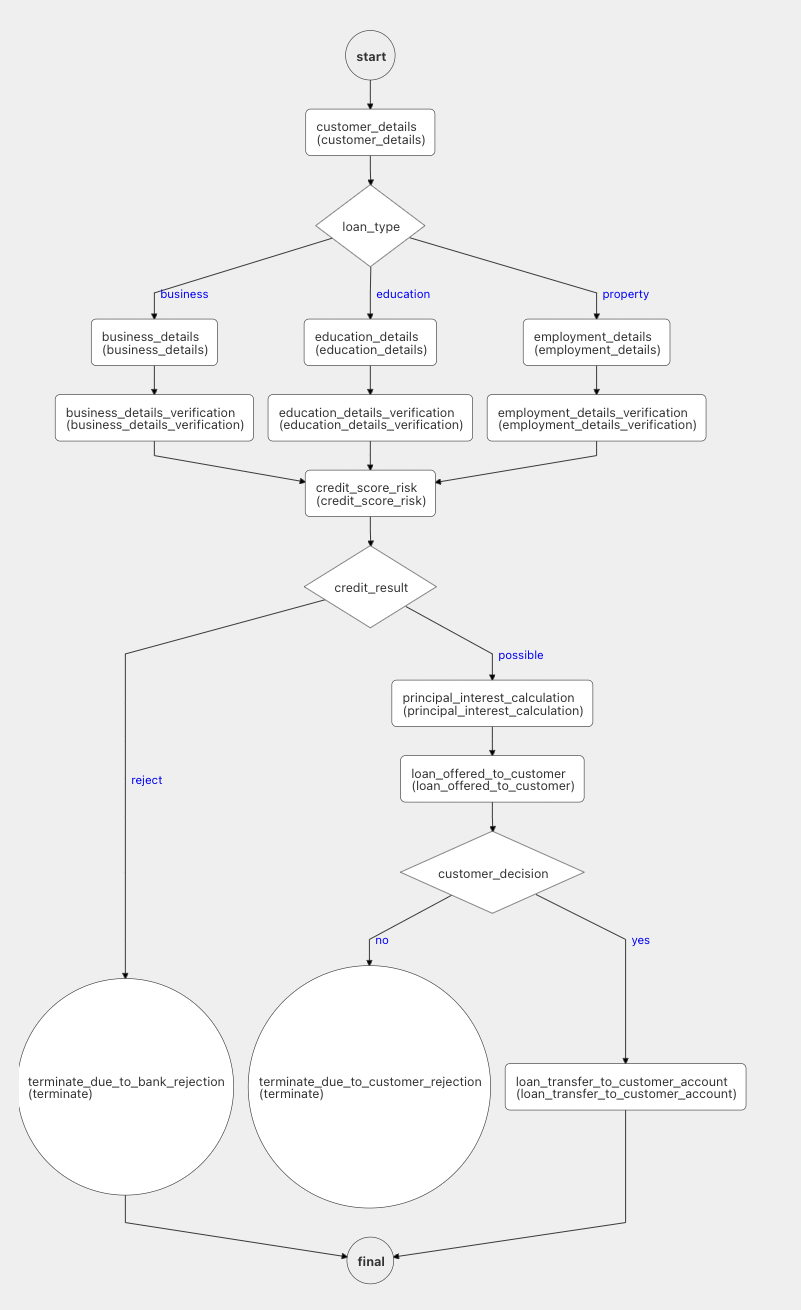 start
customer_details
(customer_details)
loan_type
business
education
property
business_details
(business_details)
education_details
(education_details)
employment_details
(employment_details)
business_details_verification
(business_details_verification)
education_details_verification
(education_details_verification)
employment_details_verification
(employment_details_verification)
credit_score_risk
(credit_score_risk)
credit_result
possible
principal_interest_calculation
(principal_interest_calculation)
reject
loan_offered_to_customer
(loan_offered_to_customer)
customer_decision
no
yes
terminate_due_to_bank_rejection
(terminate)
terminate_due_to_customer_rejection
(terminate)
loan_transfer_to_customer_account
(loan_transfer_to_customer_account)
final